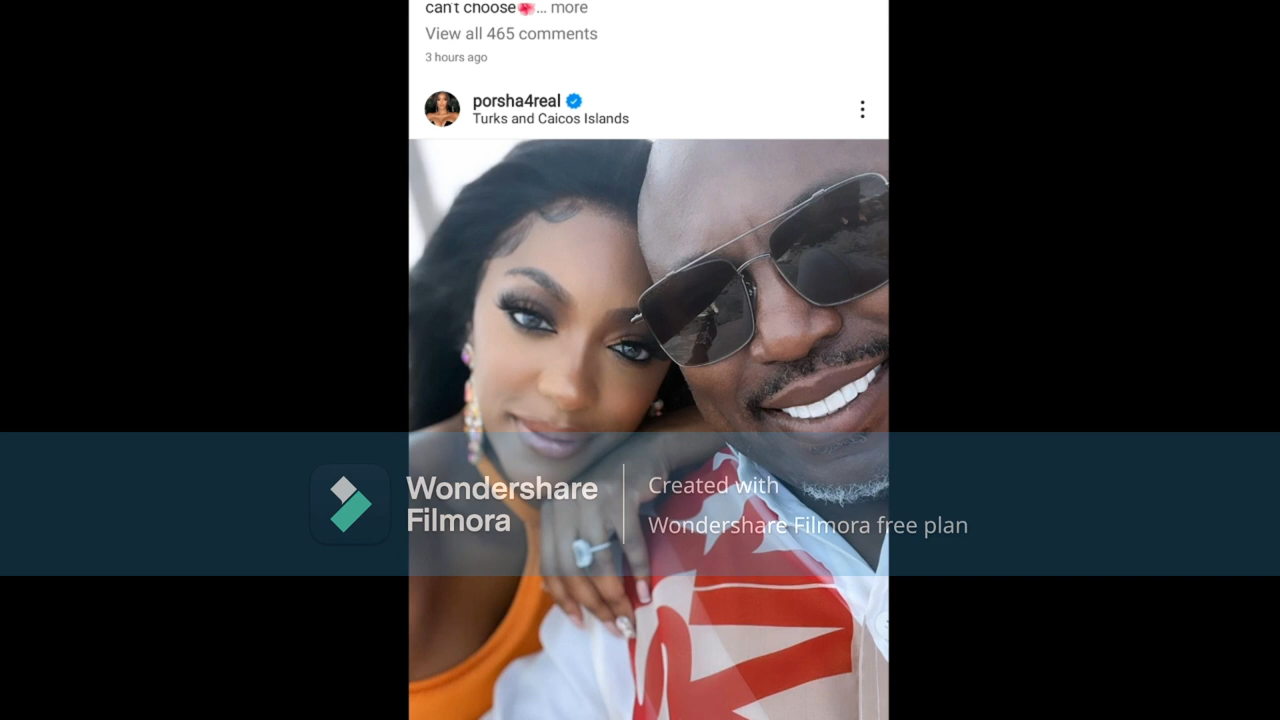 can't choose🌺... more
View all 465 comments
3 hours ago
porsha4real
Turks and Caicos Islands
Wondershare
Filmora
Created with
Wondershare Filmora free plan